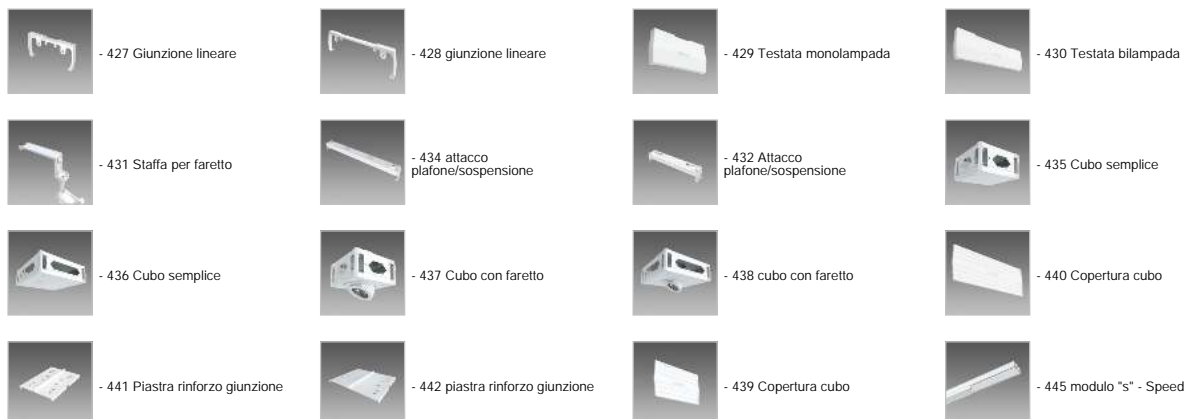 - 427 Giunzione lineare
- 428 giunzione lineare
- 429 Testata monolampada
- 430 Testata bilampada
- 431 Staffa per faretto
- 434 attacco
plafone/sospensione
- 432 Attacco
plafone/sospensione
- 435 Cubo semplice
- 436 Cubo semplice
- 437 Cubo con faretto
- 438 cubo con faretto
- 440 Copertura cubo
- 441 Piastra rinforzo giunzione
- 442 piastra rinforzo giunzione
- 439 Copertura cubo
- 445 modulo "s" - Speed